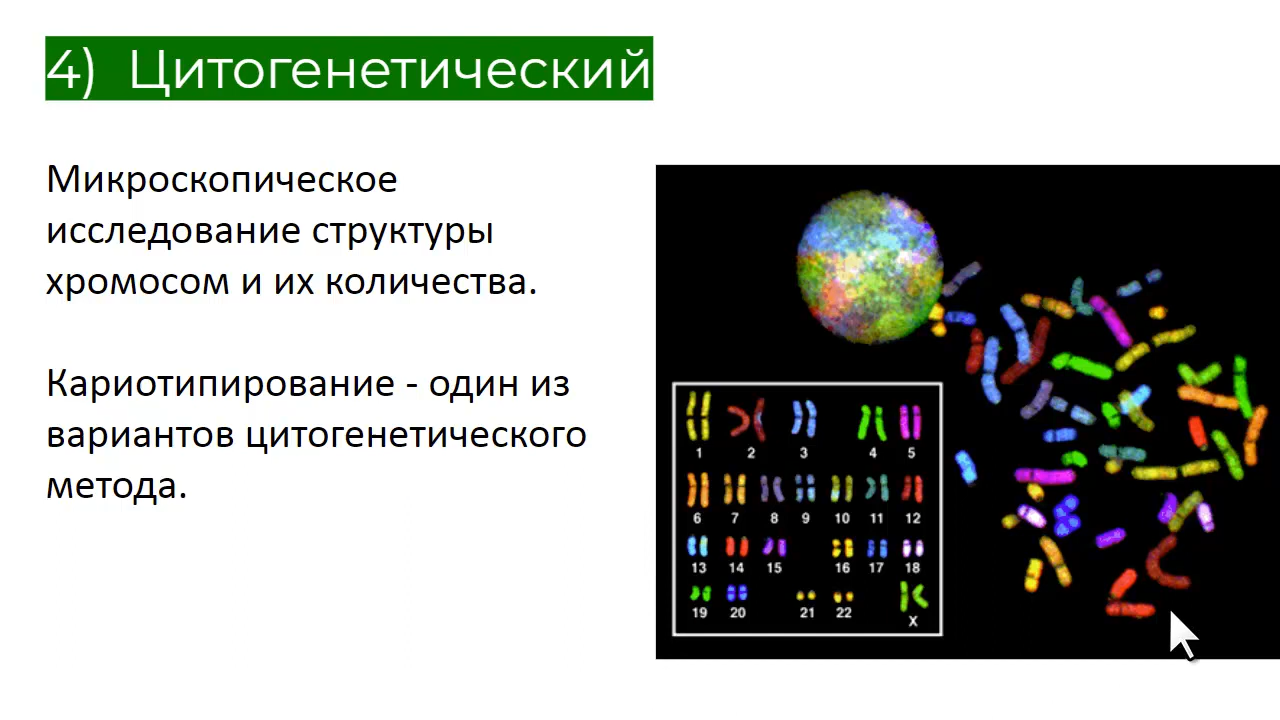 4) Цитогенетический
Микроскопическое
исследование структуры
хромосом и их количества.
Кариотипирование - один из
вариантов цитогенетического
метода.
1 2 3 4 5
6 7 8 9 10 11 12
13 14 15 16 17 18
19 20 21 22 X